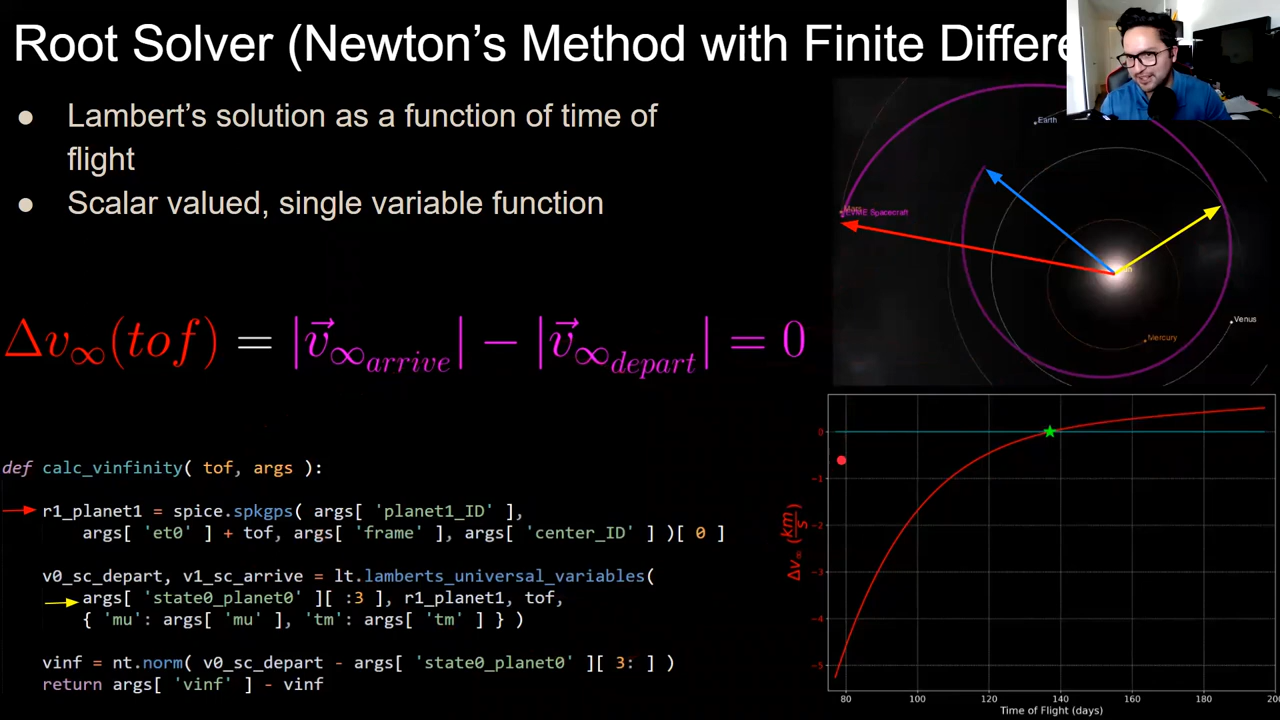 Root Solver (Newton's Method with Finite Differe
● Lambert's solution as a function of time of
flight
● Scalar valued, single variable function
Δv∞(tof) = |v⃗∞arrive| − |v⃗∞depart| = 0
def calc_vinfinity( tof, args ):
r1_planet1 = spice.spkgps( args[ 'planet1_ID' ],
args[ 'et0' ] + tof, args[ 'frame' ], args[ 'center_ID' ] )[ 0 ]
v0_sc_depart, v1_sc_arrive = lt.lamberts_universal_variables(
args[ 'state0_planet0' ][ :3 ], r1_planet1, tof,
{ 'mu': args[ 'mu' ], 'tm': args[ 'tm' ] } )
vinf = nt.norm( v0_sc_depart - args[ 'state0_planet0' ][ 3: ] )
return args[ 'vinf' ] - vinf
Earth
Spacecraft
Venus
Mercury
0
-1
-2
-3
-4
-5
Δv∞ (km/s)
80 100 120 140 160 180 200
Time of Flight (days)